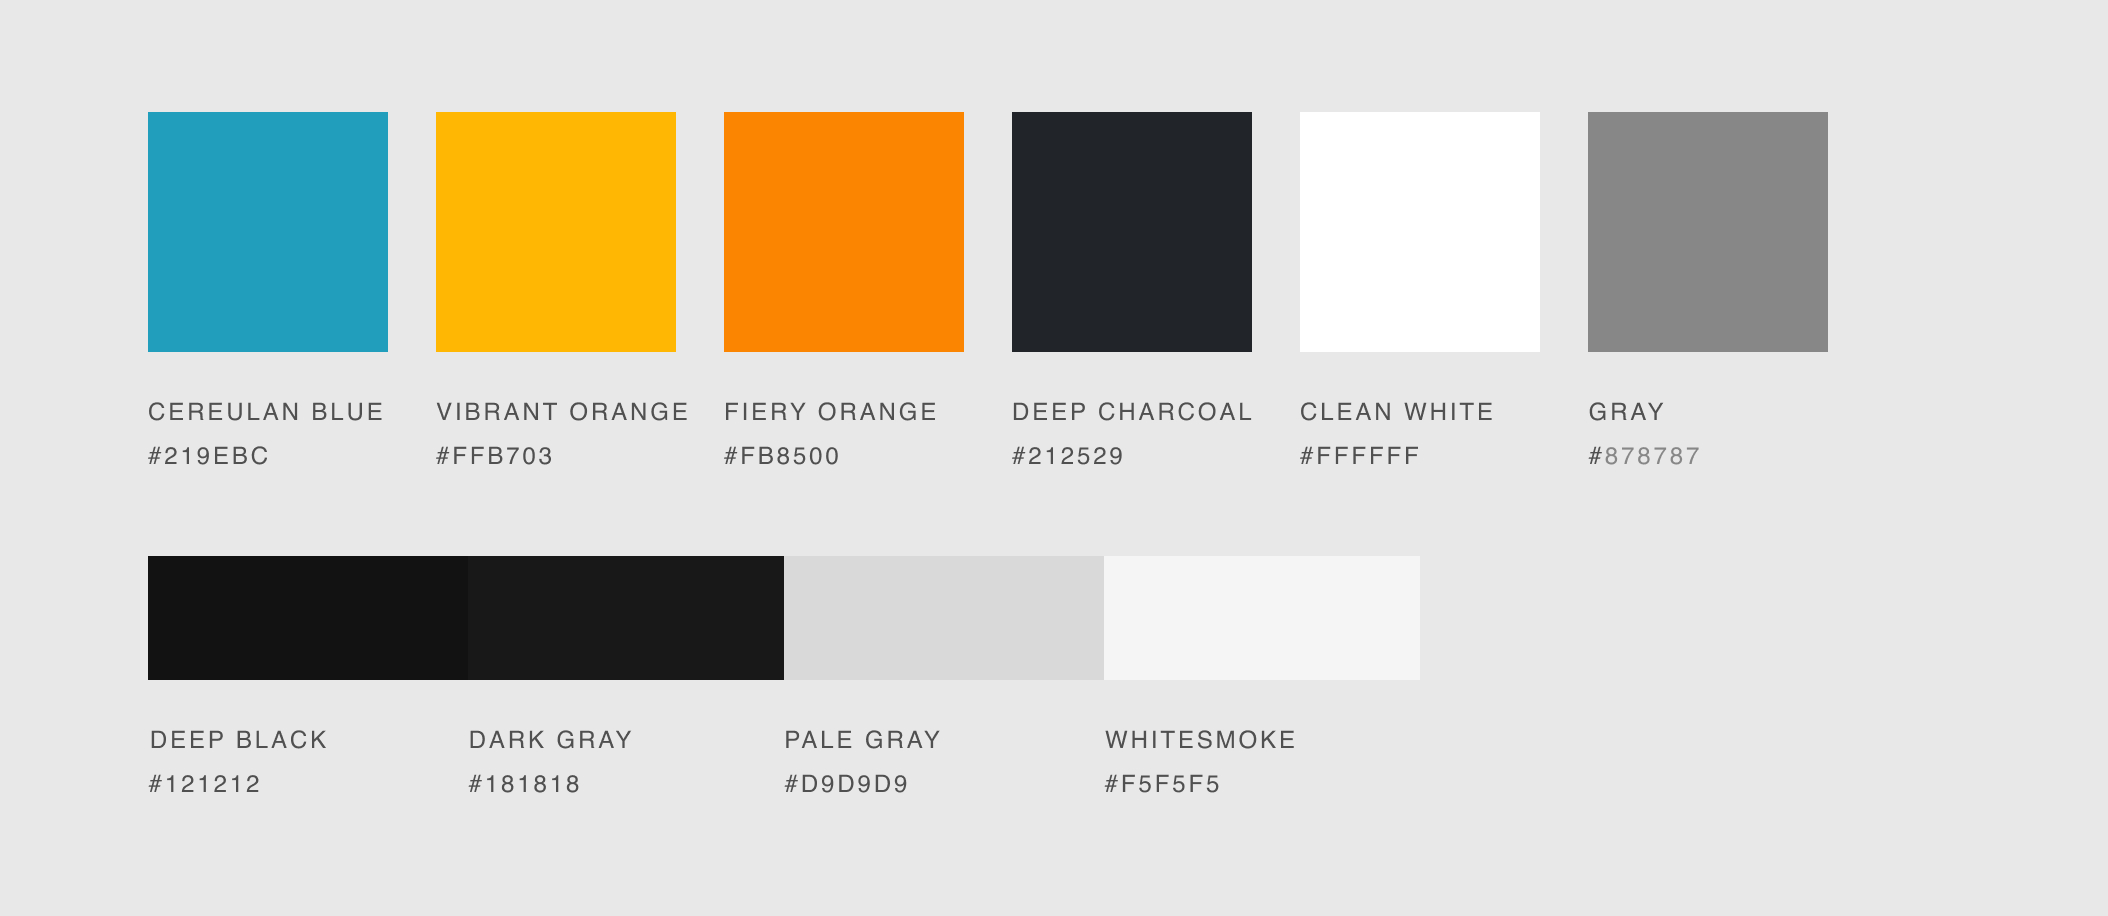 CEREULAN BLUE
#219EBC
VIBRANT ORANGE
#FFB703
FIERY ORANGE
#FB8500
DEEP CHARCOAL
#212529
CLEAN WHITE
#FFFFFF
GRAY
#878787
DEEP BLACK
#121212
DARK GRAY
#181818
PALE GRAY
#D9D9D9
WHITESMOKE
#F5F5F5